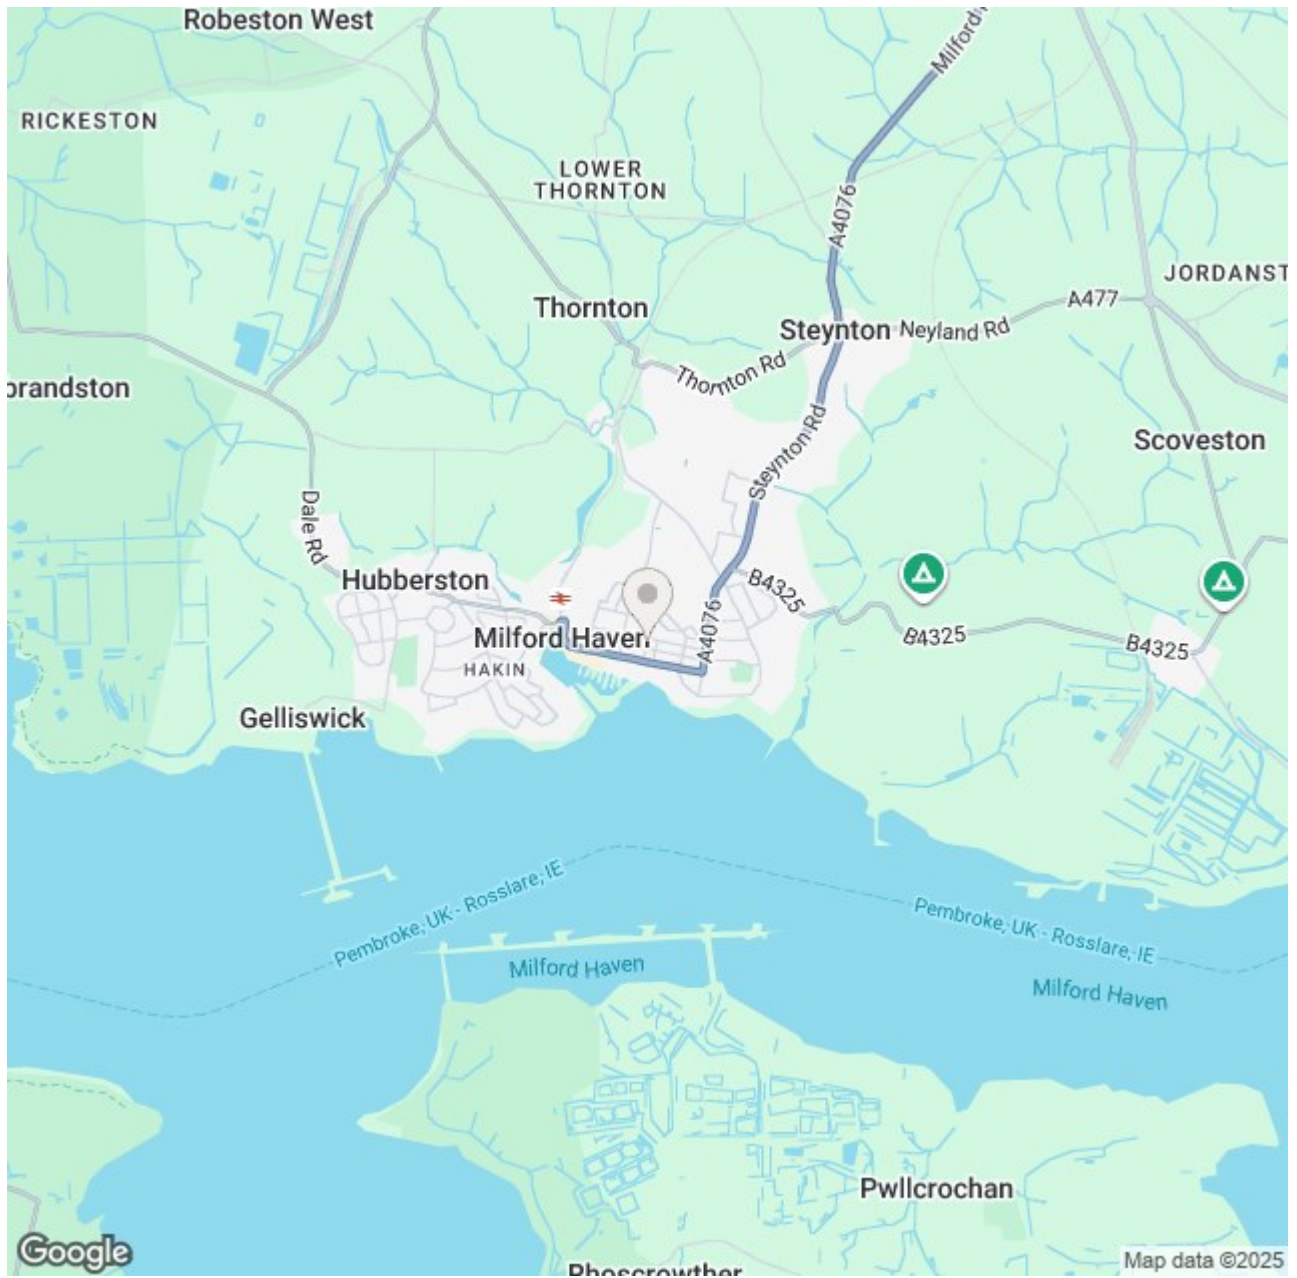 Robeston West
Milford
RICKESTON
LOWER
THORNTON
A4076
JORDANST
A477
Thornton
Steynton
Neyland Rd
Thornton Rd
brandston
Steynton Rd
Scoveston
Dale Rd
Hubberston
B4325
A4076
B4325
B4325
Milford Haven
HAKIN
Gelliswick
Pembroke, UK - Rosslare, IE
Pembroke, UK - Rosslare, IE
Milford Haven
Milford Haven
Pwllcrochan
Rhoscrowther
Google
Map data ©2025